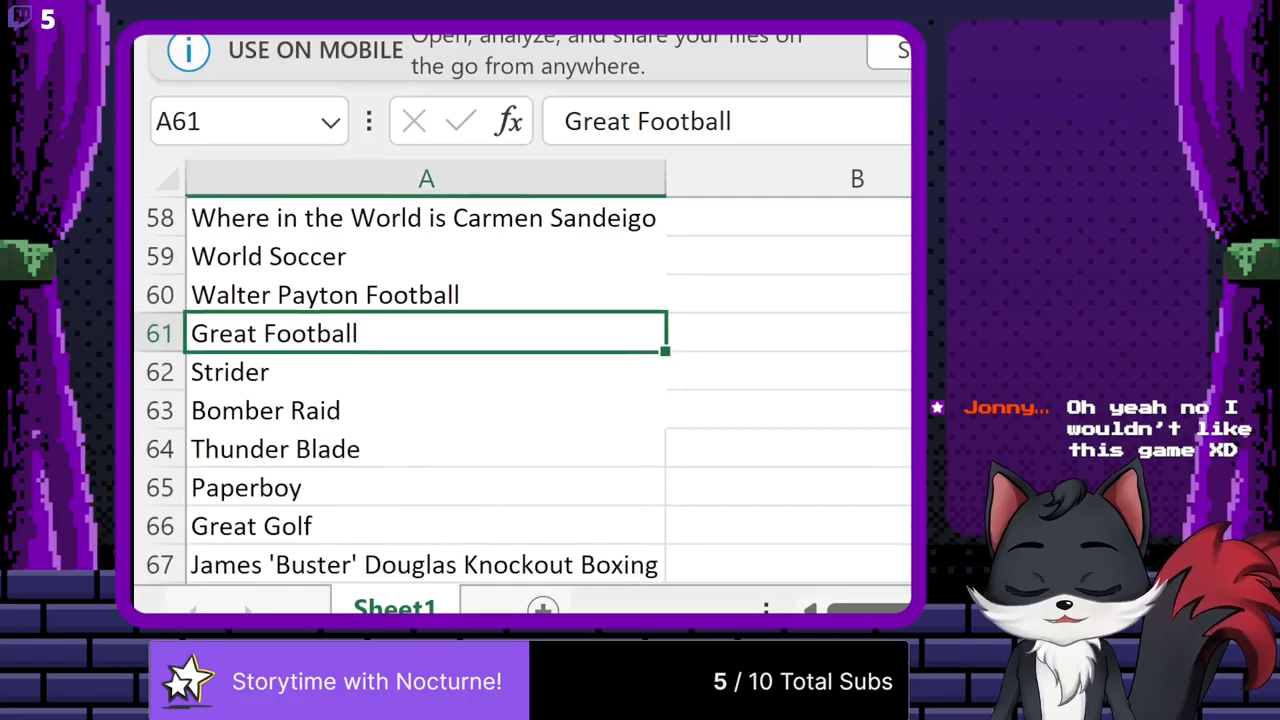 5
Open, analyze, and share your files on
USE ON MOBILE
the go from anywhere.
S
A61
fx
Great Football
A
B
58 Where in the World is Carmen Sandeigo
59 World Soccer
60 Walter Payton Football
61 Great Football
62 Strider
63 Bomber Raid
64 Thunder Blade
65 Paperboy
66 Great Golf
67 James 'Buster' Douglas Knockout Boxing
Sheet1
Jonny... Oh yeah no I
wouldn't like
this game XD
Storytime with Nocturne!
5 / 10 Total Subs